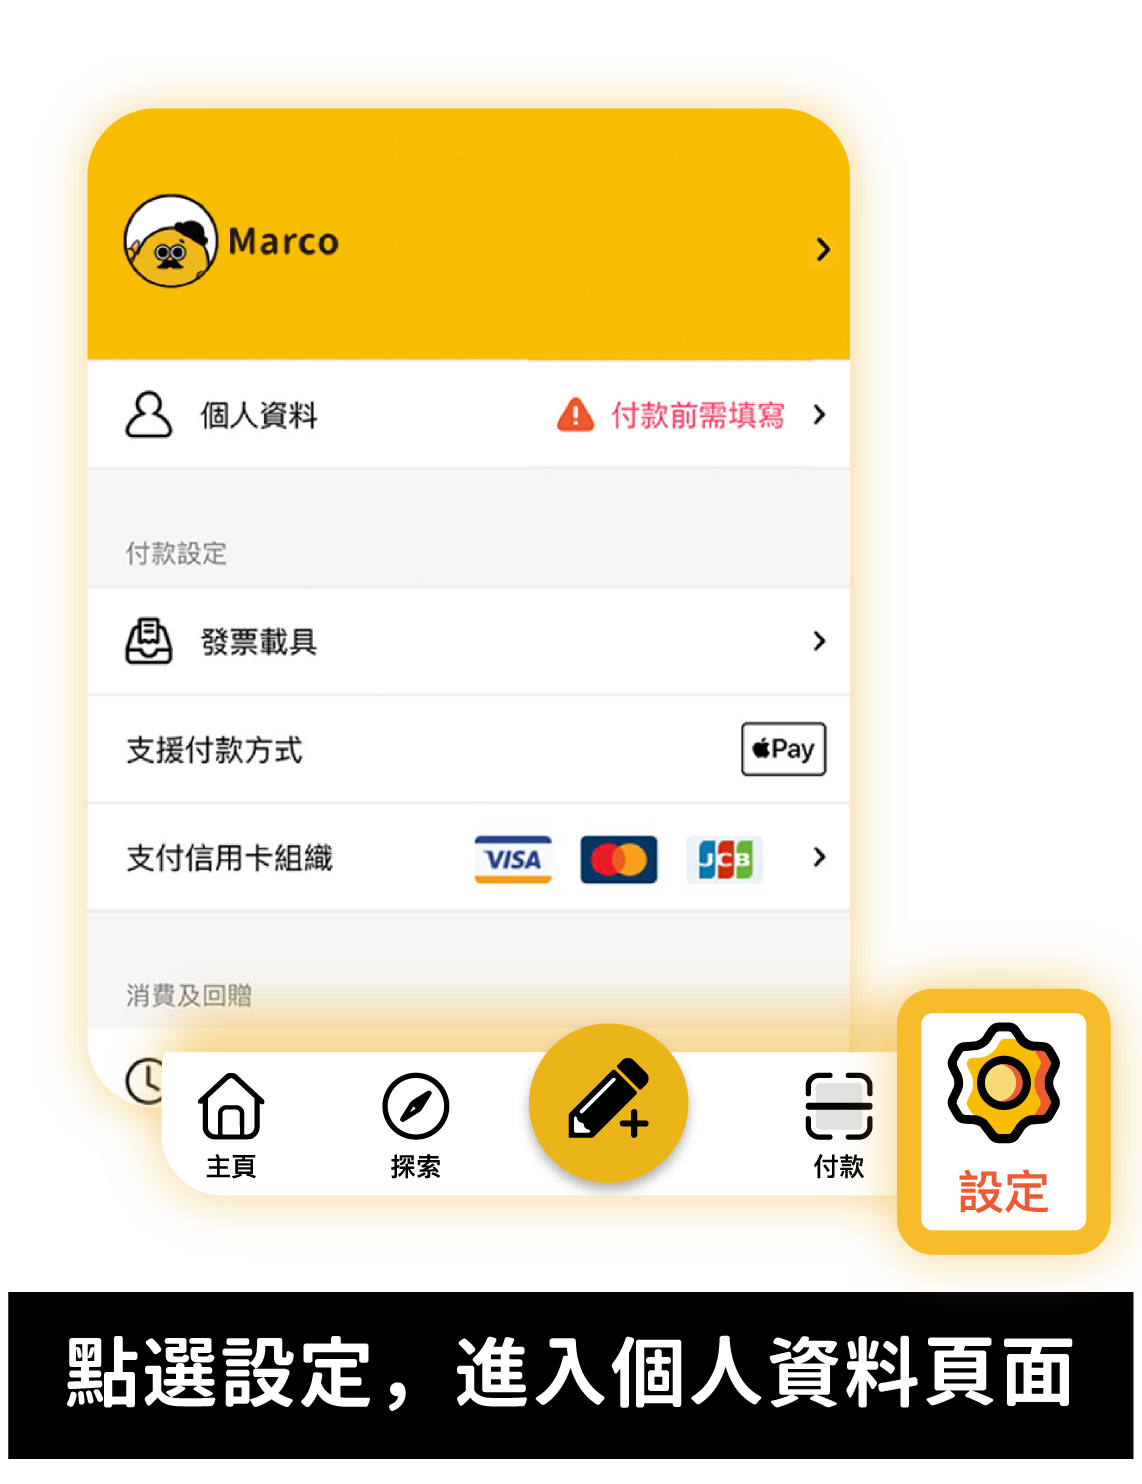 Marco
個人資料 付款前需填寫
付款設定
發票載具
支援付款方式 Pay
支付信用卡組織 VISA JCB
消費及回贈
主頁 探索 付款 設定
點選設定，進入個人資料頁面